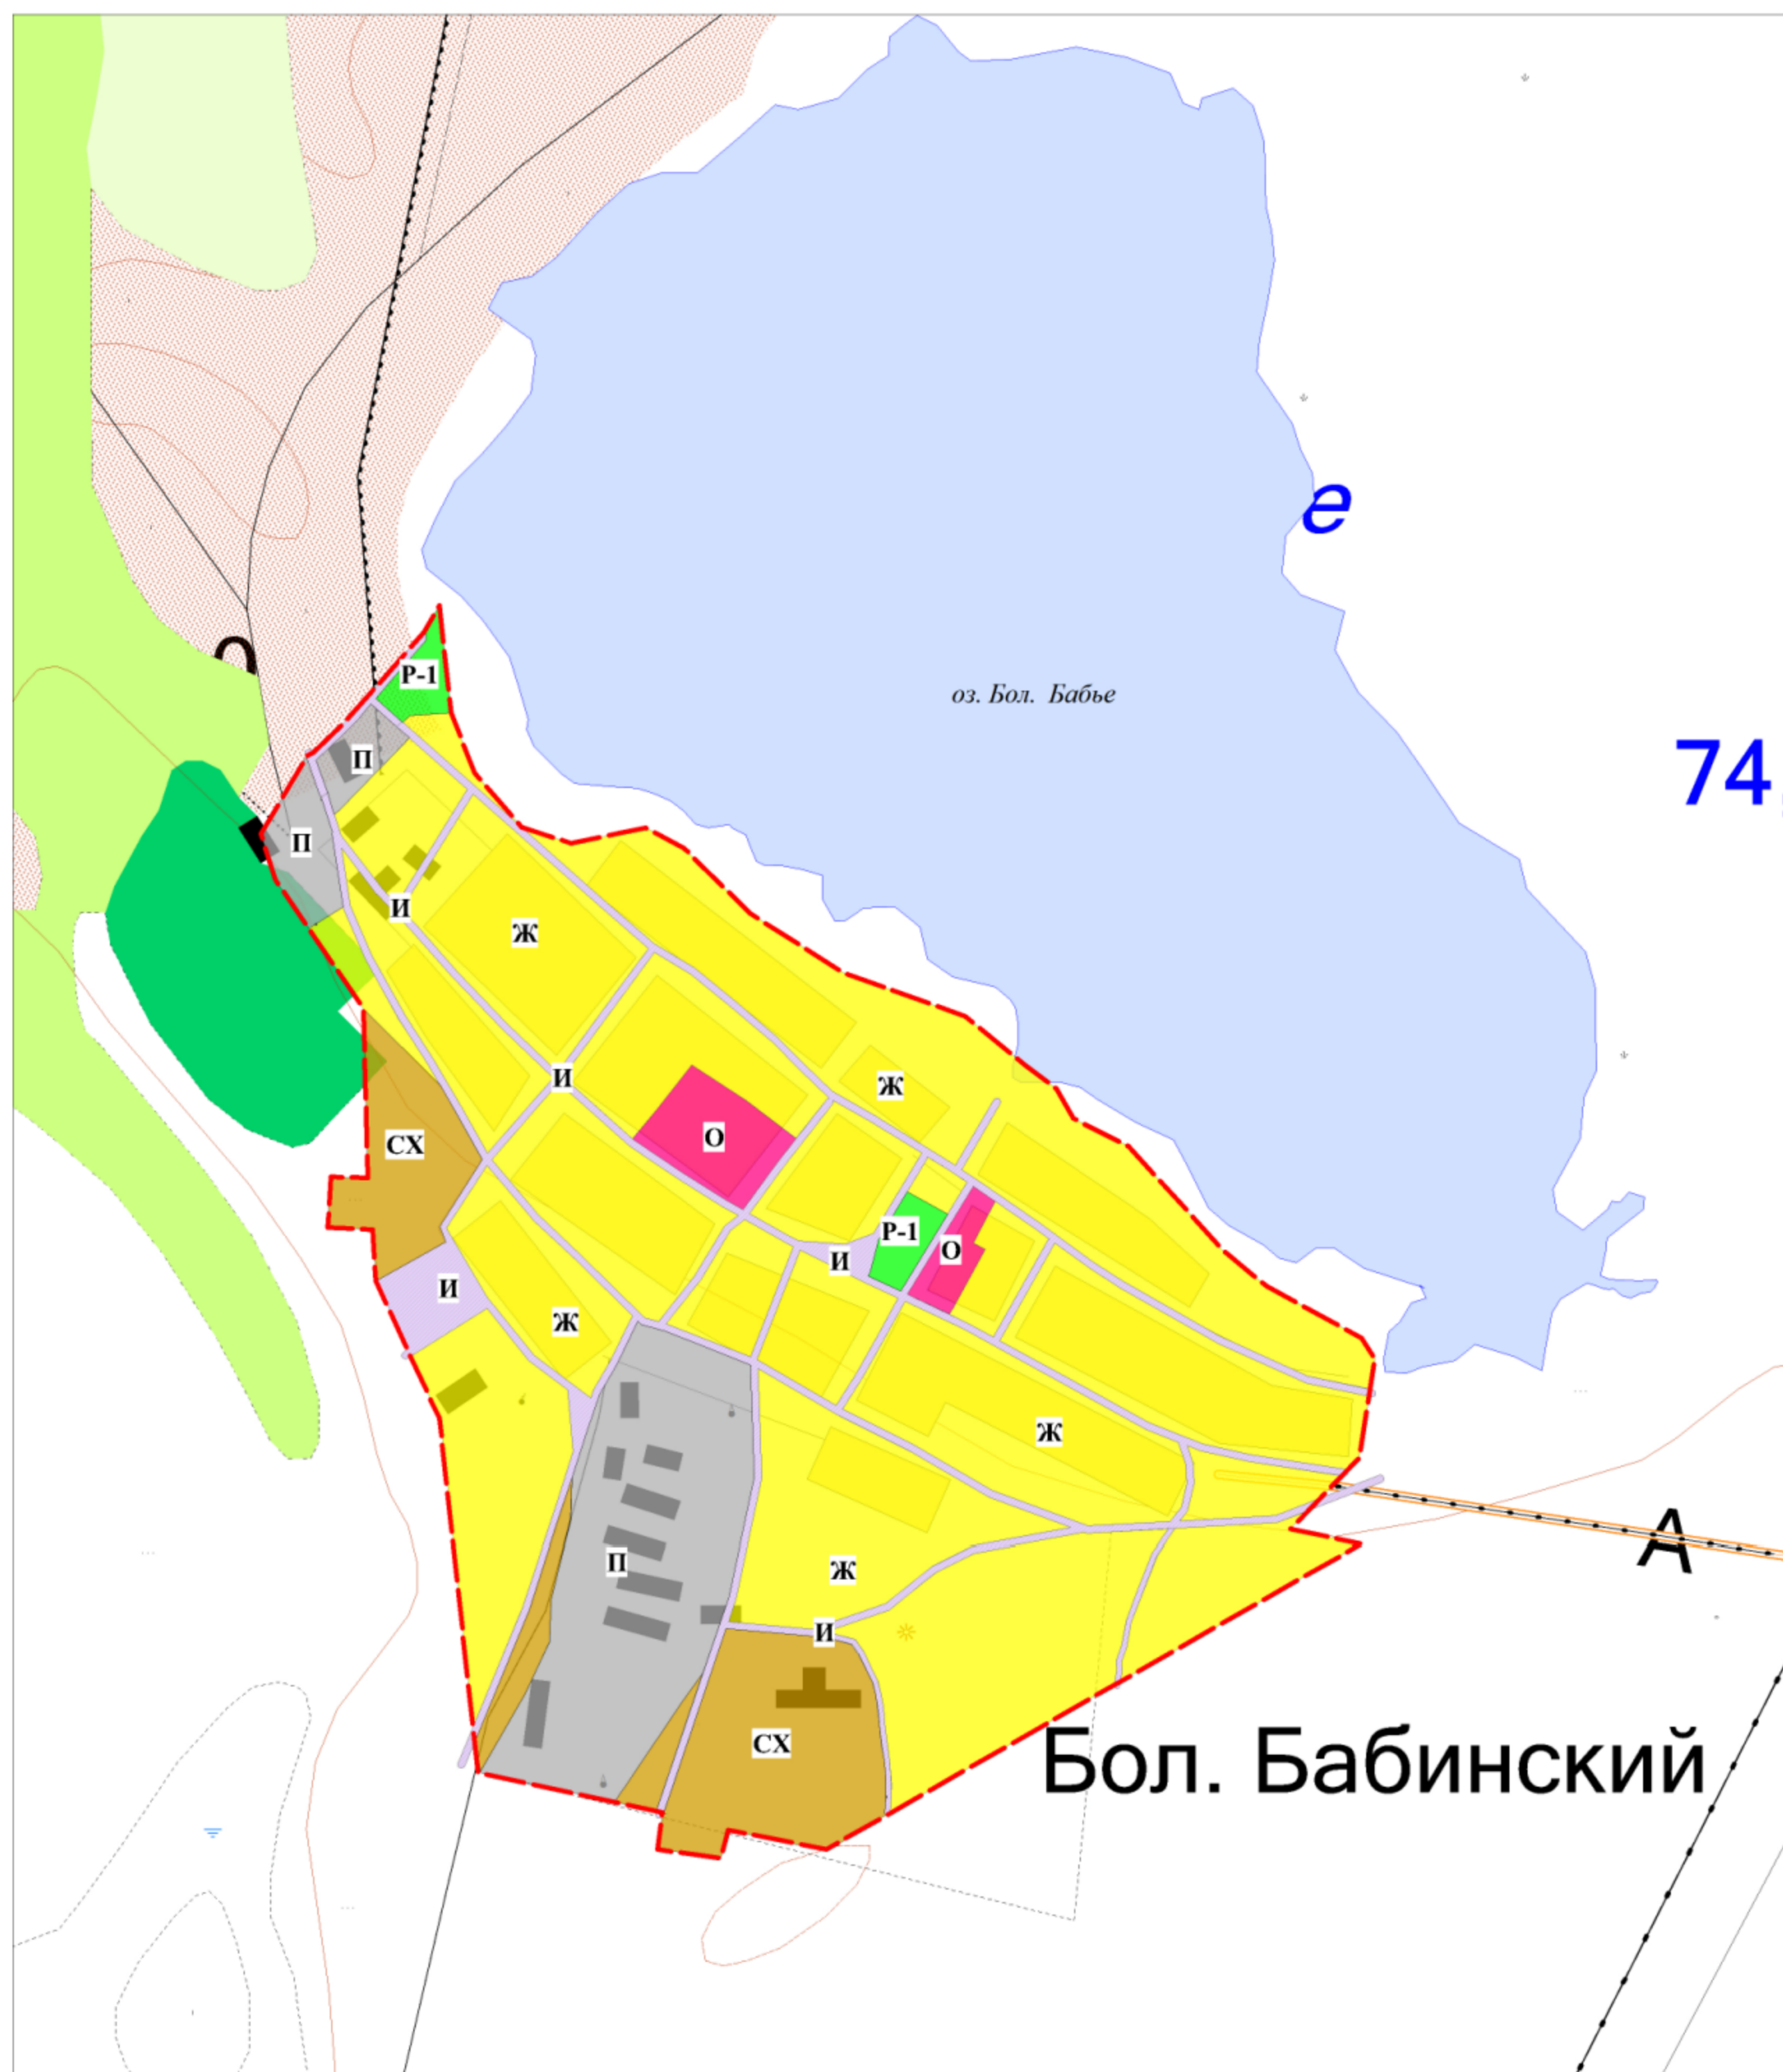 е
Р-1
оз. Бол. Бабье
74,
П
П
И
Ж
И
Ж
О
СХ
Р-1
О
И
И
Ж
Ж
А
П
Ж
И
СХ
Бол. Бабинский